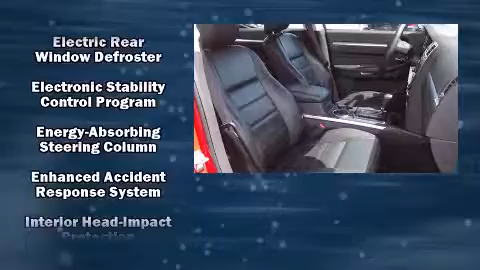 Electric Rear
Window Defroster
Electronic Stability
Control Program
Energy-Absorbing
Steering Column
Enhanced Accident
Response System
Interior Head-Impact
Protection